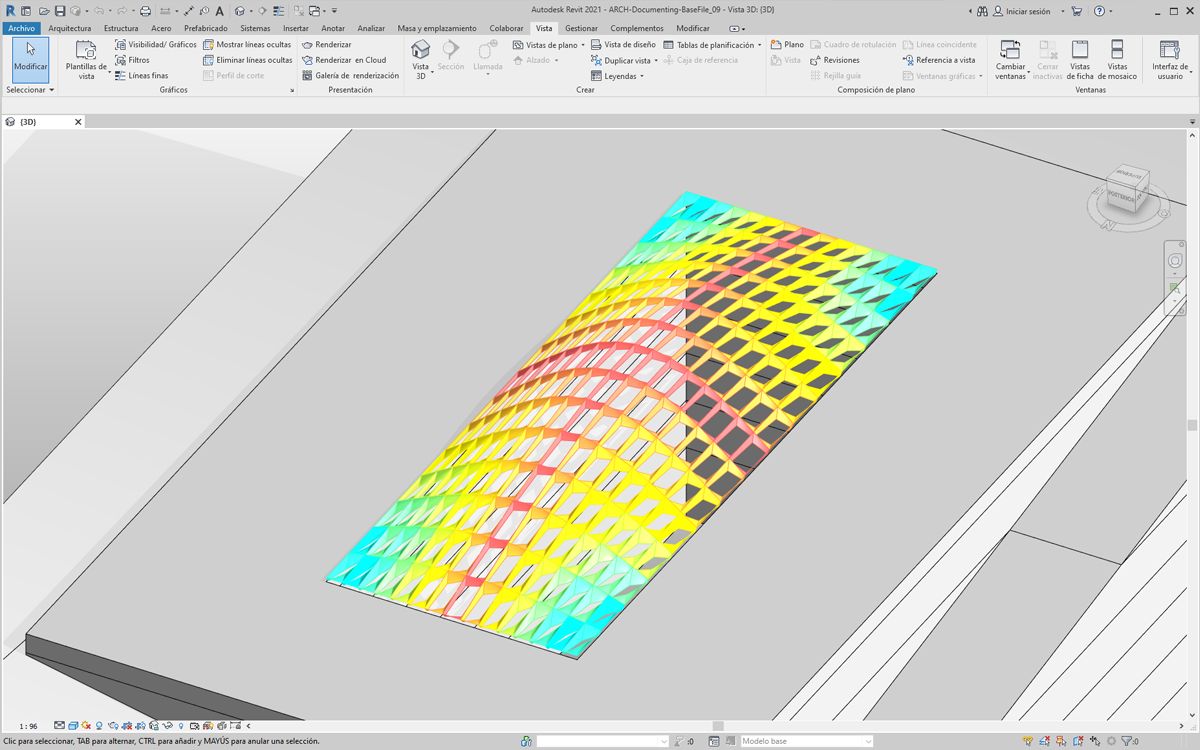 Autodesk Revit 2021 - ARCH-Documenting-BaseFile_09 - Vista 3D: {3D}
Iniciar sesión
Archivo Arquitectura Estructura Acero Prefabricado Sistemas Insertar Anotar Analizar Masa y emplazamiento Colaborar Vista Gestionar Complementos Modificar
Modificar
Plantillas de vista
Visibilidad/ Gráficos
Filtros
Líneas finas
Mostrar líneas ocultas
Eliminar líneas ocultas
Perfil de corte
Renderizar
Renderizar en Cloud
Galería de renderización
Vista 3D
Sección
Llamada
Vistas de plano
Alzado
Vista de diseño
Duplicar vista
Leyendas
Tablas de planificación
Caja de referencia
Plano
Vista
Cuadro de rotulación
Revisiones
Rejilla guía
Línea coincidente
Referencia a vista
Ventanas gráficas
Cambiar ventanas
Cerrar inactivas
Vistas de ficha
Vistas de mosaico
Interfaz de usuario
Seleccionar
Gráficos
Presentación
Crear
Composición de plano
Ventanas
{3D}
POSTERIOR
N
1 : 96
Clic para seleccionar, TAB para alternar, CTRL para añadir y MAYÚS para anular una selección.
:0
Modelo base
:0